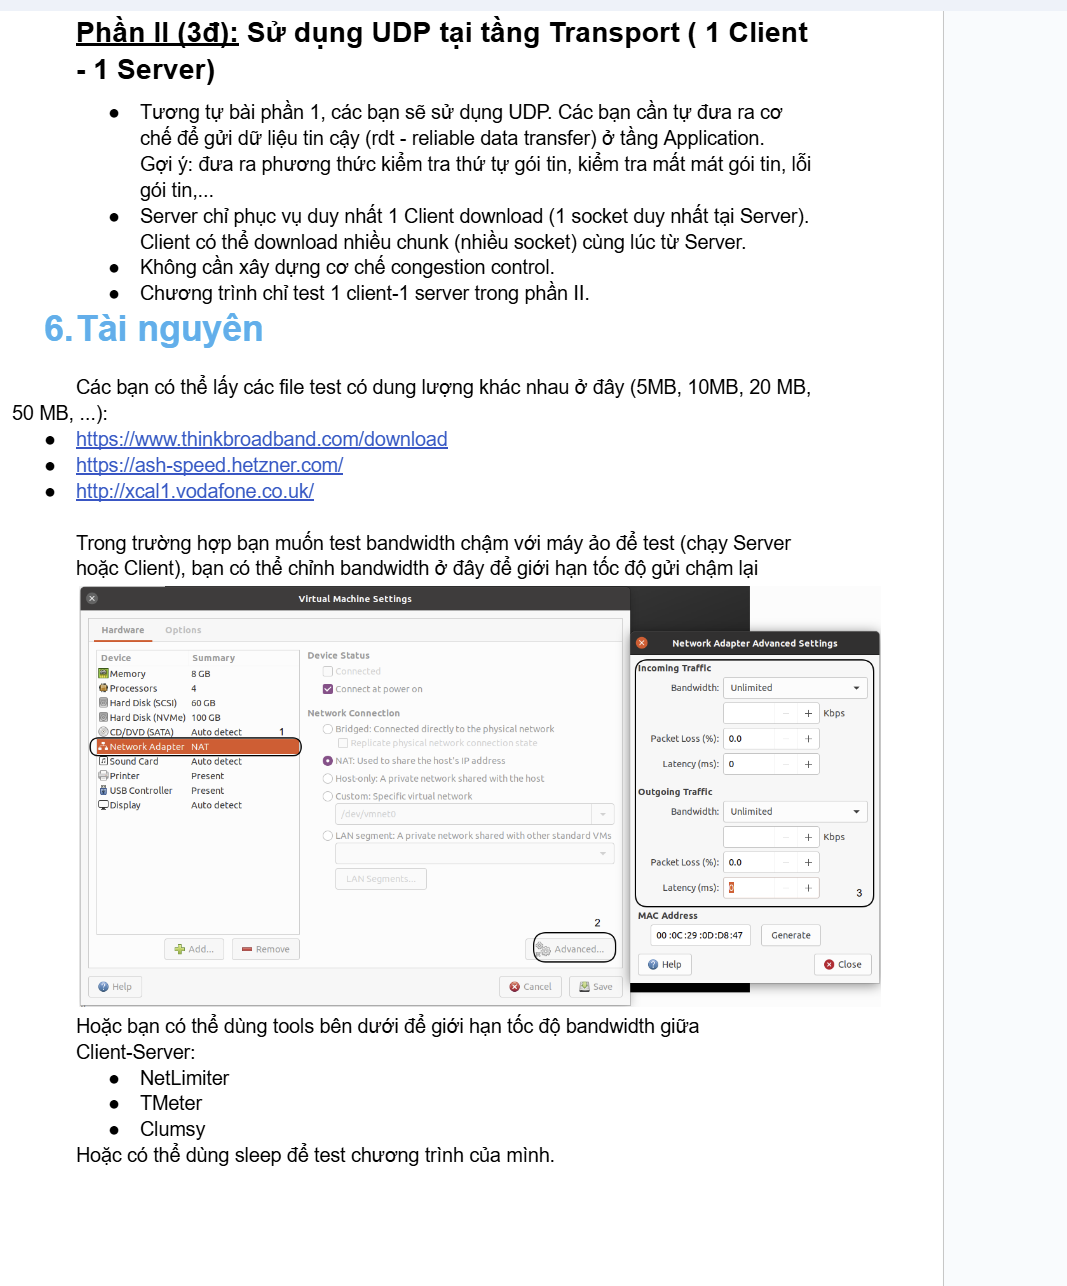 Phần II (3đ): Sử dụng UDP tại tầng Transport ( 1 Client
- 1 Server)
● Tương tự bài phần 1, các bạn sẽ sử dụng UDP. Các bạn cần tự đưa ra cơ
chế để gửi dữ liệu tin cậy (rdt - reliable data transfer) ở tầng Application.
Gợi ý: đưa ra phương thức kiểm tra thứ tự gói tin, kiểm tra mất mát gói tin, lỗi
gói tin,...
● Server chỉ phục vụ duy nhất 1 Client download (1 socket duy nhất tại Server).
Client có thể download nhiều chunk (nhiều socket) cùng lúc từ Server.
● Không cần xây dựng cơ chế congestion control.
● Chương trình chỉ test 1 client-1 server trong phần II.
6. Tài nguyên
Các bạn có thể lấy các file test có dung lượng khác nhau ở đây (5MB, 10MB, 20 MB,
50 MB, ...):
● https://www.thinkbroadband.com/download
● https://ash-speed.hetzner.com/
● http://xcal1.vodafone.co.uk/
Trong trường hợp bạn muốn test bandwidth chậm với máy ảo để test (chạy Server
hoặc Client), bạn có thể chỉnh bandwidth ở đây để giới hạn tốc độ gửi chậm lại
Virtual Machine Settings
Hardware Options
Device Summary
Memory 8 GB
Processors 4
Hard Disk (SCSI) 60 GB
Hard Disk (NVMe) 100 GB
CD/DVD (SATA) Auto detect 1
Network Adapter NAT
Sound Card Auto detect
Printer Present
USB Controller Present
Display Auto detect
Add... Remove
Device Status
Connected
Connect at power on
Network Connection
Bridged: Connected directly to the physical network
Replicate physical network connection state
NAT: Used to share the host's IP address
Host-only: A private network shared with the host
Custom: Specific virtual network
/dev/vmnet0
LAN segment: A private network shared with other standard VMs
LAN Segments...
2
Advanced...
Help Cancel Save
Network Adapter Advanced Settings
Incoming Traffic
Bandwidth: Unlimited
– + Kbps
Packet Loss (%): 0.0 – +
Latency (ms): 0 – +
Outgoing Traffic
Bandwidth: Unlimited
– + Kbps
Packet Loss (%): 0.0 – +
Latency (ms): 0 – + 3
MAC Address
00:0C:29:0D:D8:47 Generate
Help Close
Hoặc bạn có thể dùng tools bên dưới để giới hạn tốc độ bandwidth giữa
Client-Server:
● NetLimiter
● TMeter
● Clumsy
Hoặc có thể dùng sleep để test chương trình của mình.